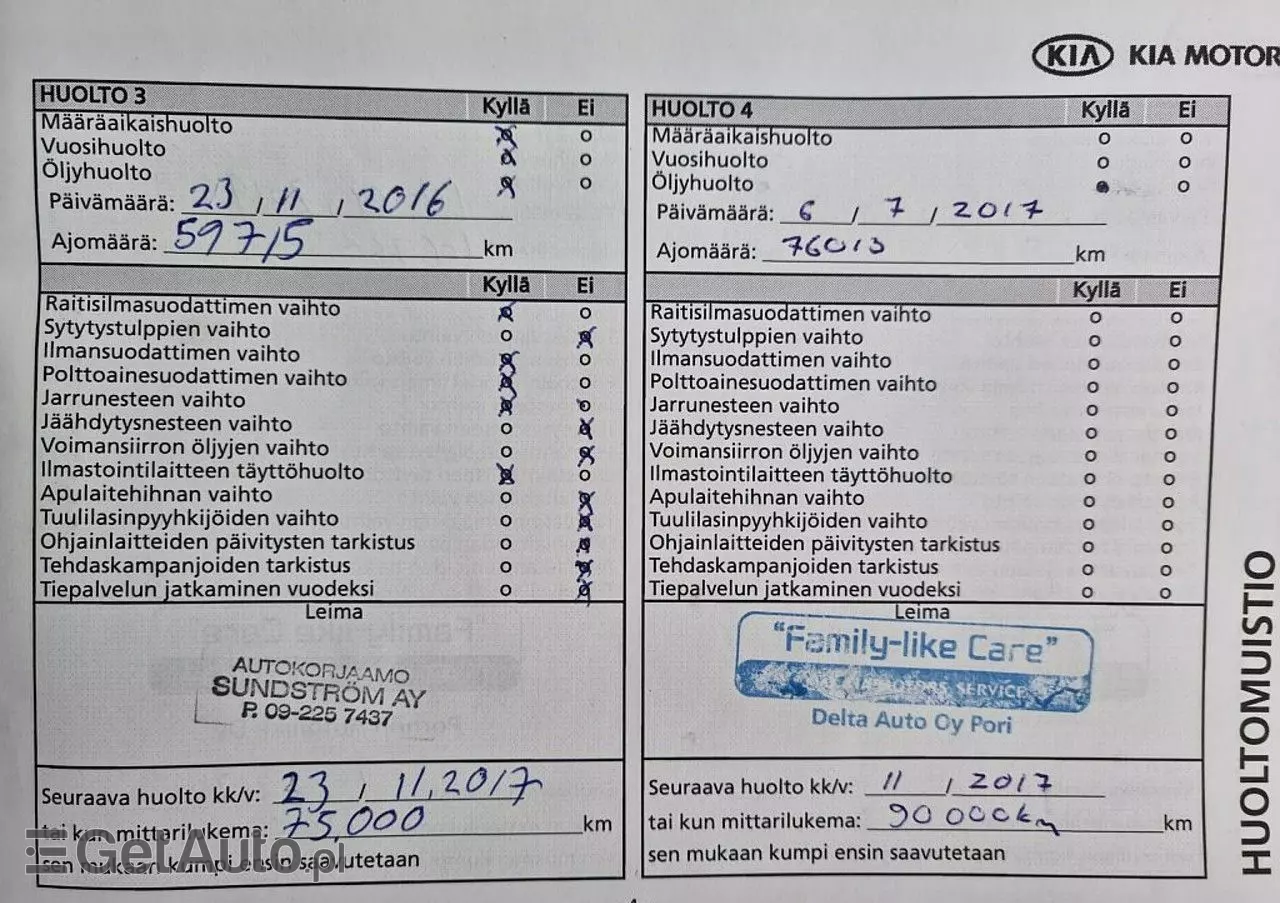 KIA KIA MOTOR
HUOLTO 3 Kyllä Ei
Määräaikaishuolto
Vuosihuolto
Öljyhuolto
Päivämäärä: 23 / 11 , 2016
Ajomäärä: 59715 km
Kyllä Ei
Raitisilmasuodattimen vaihto
Sytytystulppien vaihto
Ilmansuodattimen vaihto
Polttoainesuodattimen vaihto
Jarrunesteen vaihto
Jäähdytysnesteen vaihto
Voimansiirron öljyjen vaihto
Ilmastointilaitteen täyttöhuolto
Apulaitehihnan vaihto
Tuulilasinpyyhkijöiden vaihto
Ohjainlaitteiden päivitysten tarkistus
Tehdaskampanjoiden tarkistus
Tiepalvelun jatkaminen vuodeksi
Leima
AUTOKORJAAMO
SUNDSTRÖM AY
P. 09-225 7437
Seuraava huolto kk/v: 23 / 11, 2017
tai kun mittarilukema: 75,000 km
sen mukaan kumpi ensin saavutetaan
HUOLTO 4 Kyllä Ei
Määräaikaishuolto
Vuosihuolto
Öljyhuolto
Päivämäärä: 6 / 7 / 2017
Ajomäärä: 76013 km
Kyllä Ei
Raitisilmasuodattimen vaihto
Sytytystulppien vaihto
Ilmansuodattimen vaihto
Polttoainesuodattimen vaihto
Jarrunesteen vaihto
Jäähdytysnesteen vaihto
Voimansiirron öljyjen vaihto
Ilmastointilaitteen täyttöhuolto
Apulaitehihnan vaihto
Tuulilasinpyyhkijöiden vaihto
Ohjainlaitteiden päivitysten tarkistus
Tehdaskampanjoiden tarkistus
Tiepalvelun jatkaminen vuodeksi
Leima
"Family-like Care"
SERVICE
Delta Auto Oy Pori
Seuraava huolto kk/v: 11 / 2017
tai kun mittarilukema: 90 000km km
sen mukaan kumpi ensin saavutetaan
HUOLTOMUISTIO
GetAuto.pl